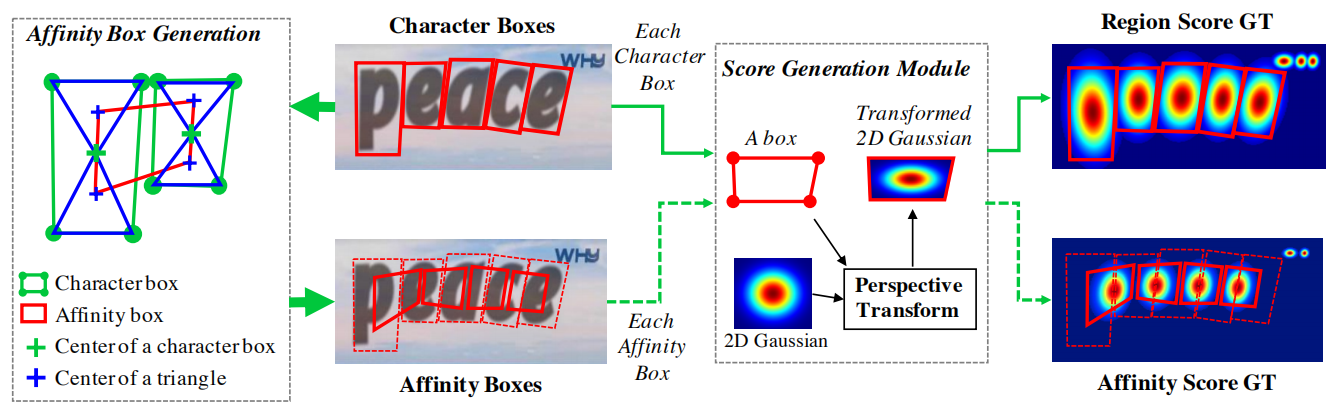 Affinity Box Generation
Character box
Affinity box
Center of a character box
Center of a triangle
Character Boxes
WHY
peace
Each
Character
Box
WHY
peace
Affinity Boxes
Each
Affinity
Box
Score Generation Module
A box
Transformed
2D Gaussian
2D Gaussian
Perspective
Transform
Region Score GT
Affinity Score GT